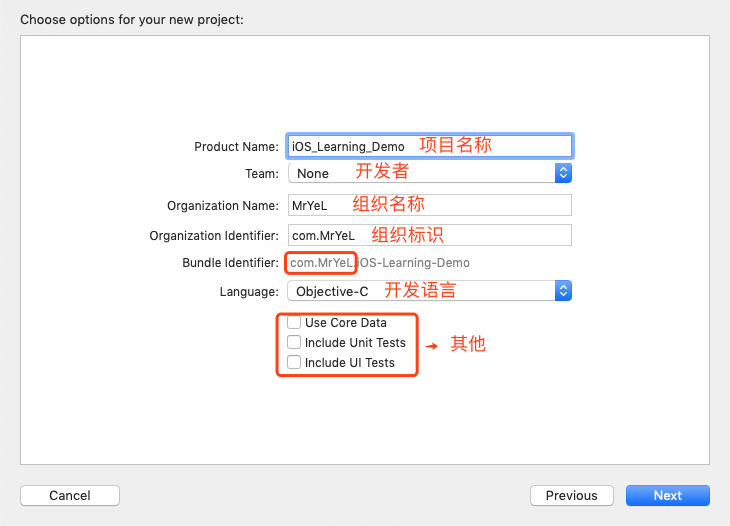 Choose options for your new project:
Product Name: iOS_Learning_Demo 项目名称
Team: None 开发者
Organization Name: MrYeL 组织名称
Organization Identifier: com.MrYeL 组织标识
Bundle Identifier: com.MrYeL.iOS-Learning-Demo
Language: Objective-C 开发语言
Use Core Data
Include Unit Tests → 其他
Include UI Tests
Cancel Previous Next